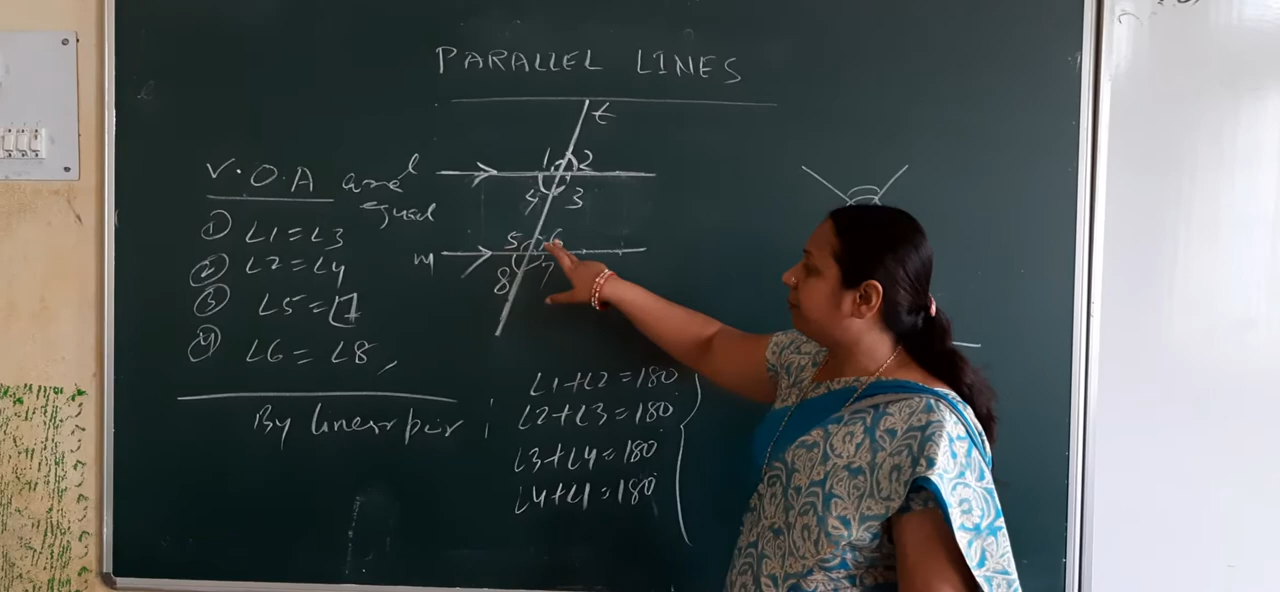 PARALLEL LINES
t
1 2
l
4 3
5 6
m
8 7
V.O.A are equal
① ∠1=∠3
② ∠2=∠4
③ ∠5=∠7
④ ∠6=∠8,
By linear pair ;
∠1+∠2=180
∠2+∠3=180
∠3+∠4=180
∠4+∠1=180